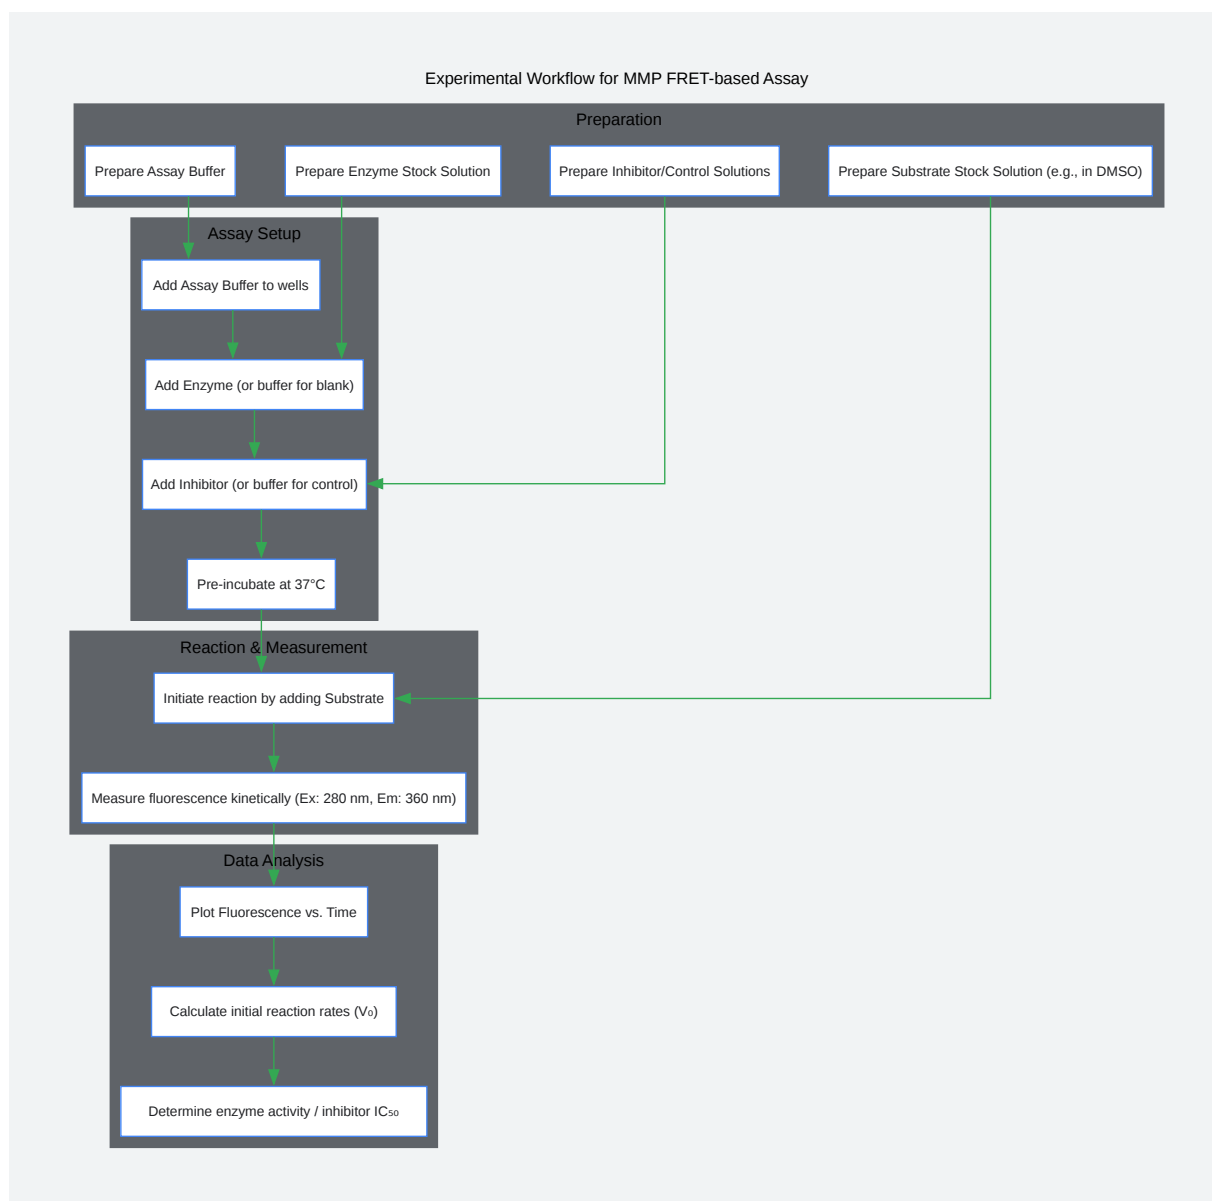 Experimental Workflow for MMP FRET-based Assay
Preparation
Prepare Assay Buffer
Prepare Enzyme Stock Solution
Prepare Inhibitor/Control Solutions
Prepare Substrate Stock Solution (e.g., in DMSO)
Assay Setup
Add Assay Buffer to wells
Add Enzyme (or buffer for blank)
Add Inhibitor (or buffer for control)
Pre-incubate at 37°C
Reaction & Measurement
Initiate reaction by adding Substrate
Measure fluorescence kinetically (Ex: 280 nm, Em: 360 nm)
Data Analysis
Plot Fluorescence vs. Time
Calculate initial reaction rates (V₀)
Determine enzyme activity / inhibitor IC₅₀